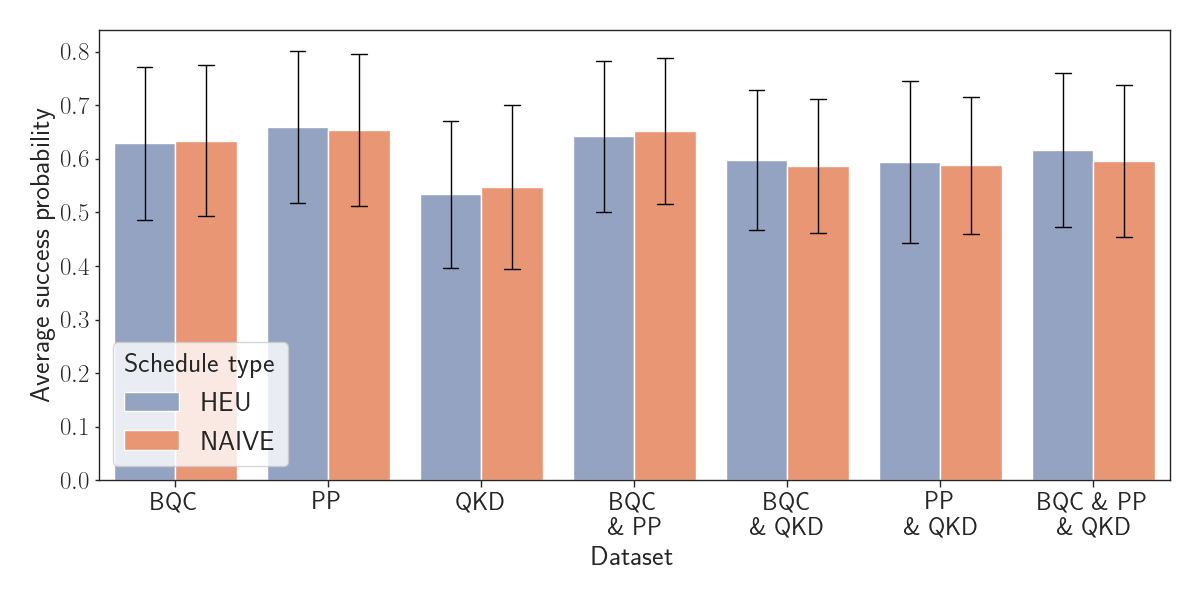 Average success probability
0.8
0.7
0.6
0.5
0.4
0.3
0.2
0.1
0.0
Schedule type
HEU
NAIVE
BQC
PP
QKD
BQC
& PP
BQC
& QKD
PP
& QKD
BQC & PP
& QKD
Dataset